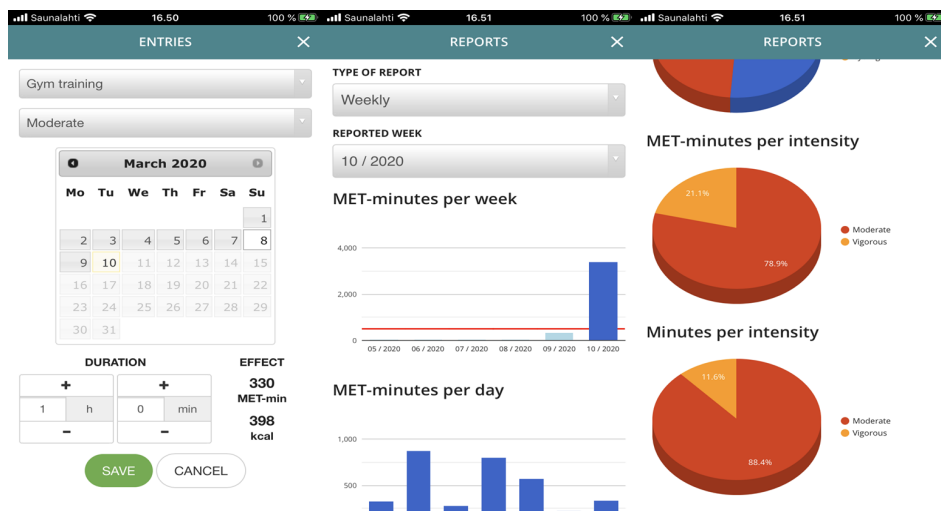 Saunalahti 16.50 100 %
ENTRIES ×
Gym training
Moderate
March 2020
Mo Tu We Th Fr Sa Su
1
2 3 4 5 6 7 8
9 10 11 12 13 14 15
16 17 18 19 20 21 22
23 24 25 26 27 28 29
30 31
DURATION
+ +
1 h 0 min
- -
EFFECT
330
MET-min
398
kcal
SAVE CANCEL
Saunalahti 16.51 100 %
REPORTS ×
TYPE OF REPORT
Weekly
REPORTED WEEK
10 / 2020
MET-minutes per week
4,000
2,000
0
05 / 2020 06 / 2020 07 / 2020 08 / 2020 09 / 2020 10 / 2020
MET-minutes per day
1,000
500
Saunalahti 16.51 100 %
REPORTS ×
MET-minutes per intensity
21.1%
78.9%
Moderate
Vigorous
Minutes per intensity
11.6%
88.4%
Moderate
Vigorous